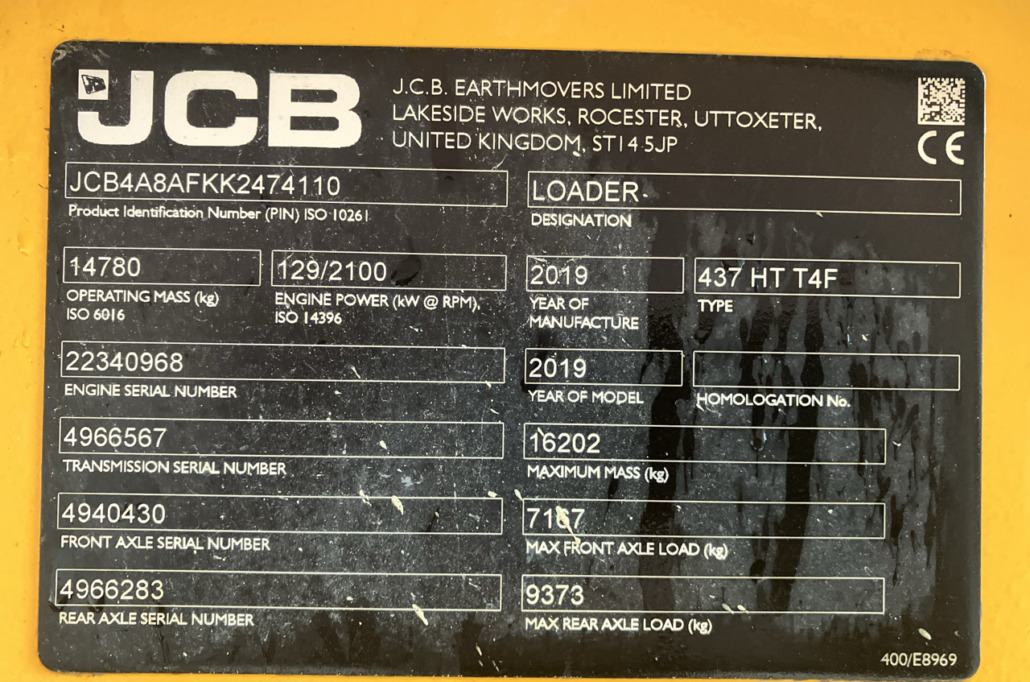 JCB
J.C.B. EARTHMOVERS LIMITED
LAKESIDE WORKS, ROCESTER, UTTOXETER,
UNITED KINGDOM, ST14 5JP
CE
JCB4A8AFKK2474110
Product Identification Number (PIN) ISO 10261
LOADER
DESIGNATION
14780
OPERATING MASS (kg)
ISO 6016
129/2100
ENGINE POWER (kW @ RPM),
ISO 14396
2019
YEAR OF
MANUFACTURE
437 HT T4F
TYPE
22340968
ENGINE SERIAL NUMBER
2019
YEAR OF MODEL
HOMOLOGATION No.
4966567
TRANSMISSION SERIAL NUMBER
16202
MAXIMUM MASS (kg)
4940430
FRONT AXLE SERIAL NUMBER
7167
MAX FRONT AXLE LOAD (kg)
4966283
REAR AXLE SERIAL NUMBER
9373
MAX REAR AXLE LOAD (kg)
400/E8969